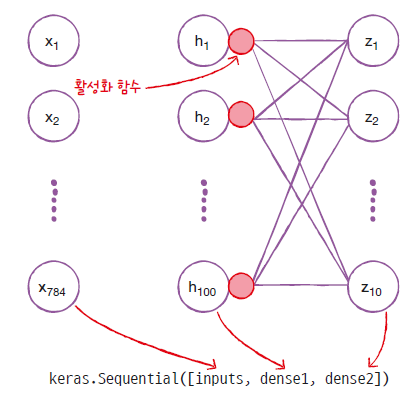 x₁ h₁ z₁
활성화 함수
x₂ h₂ z₂
x₇₈₄ h₁₀₀ z₁₀
keras.Sequential([inputs, dense1, dense2])